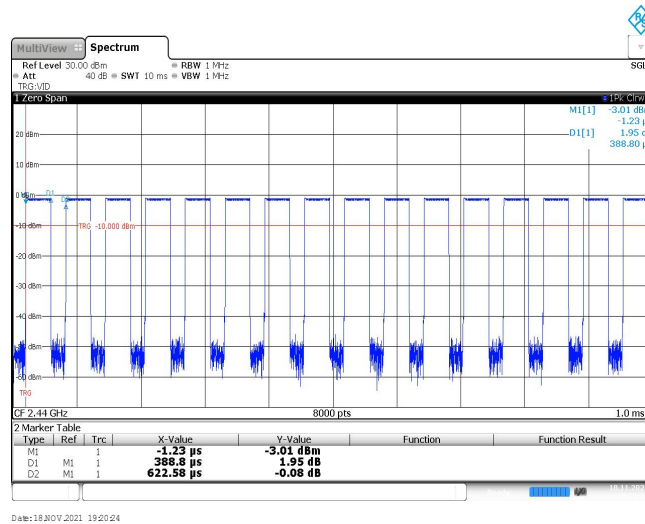 MultiView Spectrum
Ref Level 30.00 dBm RBW 1 MHz SGL
Att 40 dB SWT 10 ms VBW 1 MHz
TRG:VID
1 Zero Span 1Pk Clrw
M1[1] -3.01 dBm
-1.23 µ
D1[1] 1.95 d
388.80 µ
20 dBm
10 dBm
0 dBm M1 D1 D2
-10 dBm TRG -10.000 dBm
-20 dBm
-30 dBm
-40 dBm
-50 dBm
-60 dBm
TRG
CF 2.44 GHz 8000 pts 1.0 ms
2 Marker Table
Type Ref Trc X-Value Y-Value Function Function Result
M1 1 -1.23 µs -3.01 dBm
D1 M1 1 388.8 µs 1.95 dB
D2 M1 1 622.58 µs -0.08 dB
Date:18.NOV.2021 19:20:24